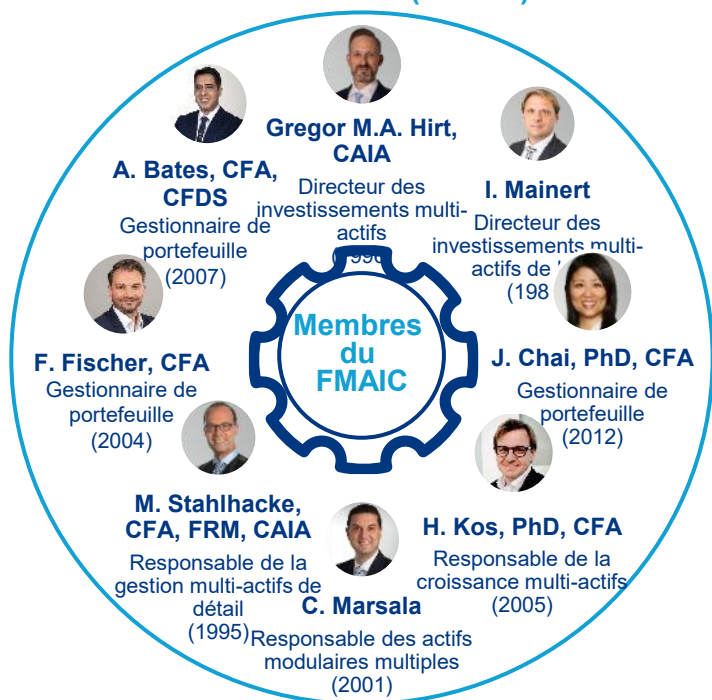 Gregor M.A. Hirt,
CAIA
Directeur des
investissements multi-
actifs
A. Bates, CFA,
CFDS
Gestionnaire de
portefeuille
(2007)
I. Mainert
Directeur des
investissements multi-
actifs de
(198
F. Fischer, CFA
Gestionnaire de
portefeuille
(2004)
Membres
du
FMAIC
J. Chai, PhD, CFA
Gestionnaire de
portefeuille
(2012)
M. Stahlhacke,
CFA, FRM, CAIA
Responsable de la
gestion multi-actifs de
détail
(1995)
H. Kos, PhD, CFA
Responsable de la
croissance multi-actifs
(2005)
C. Marsala
Responsable des actifs
modulaires multiples
(2001)